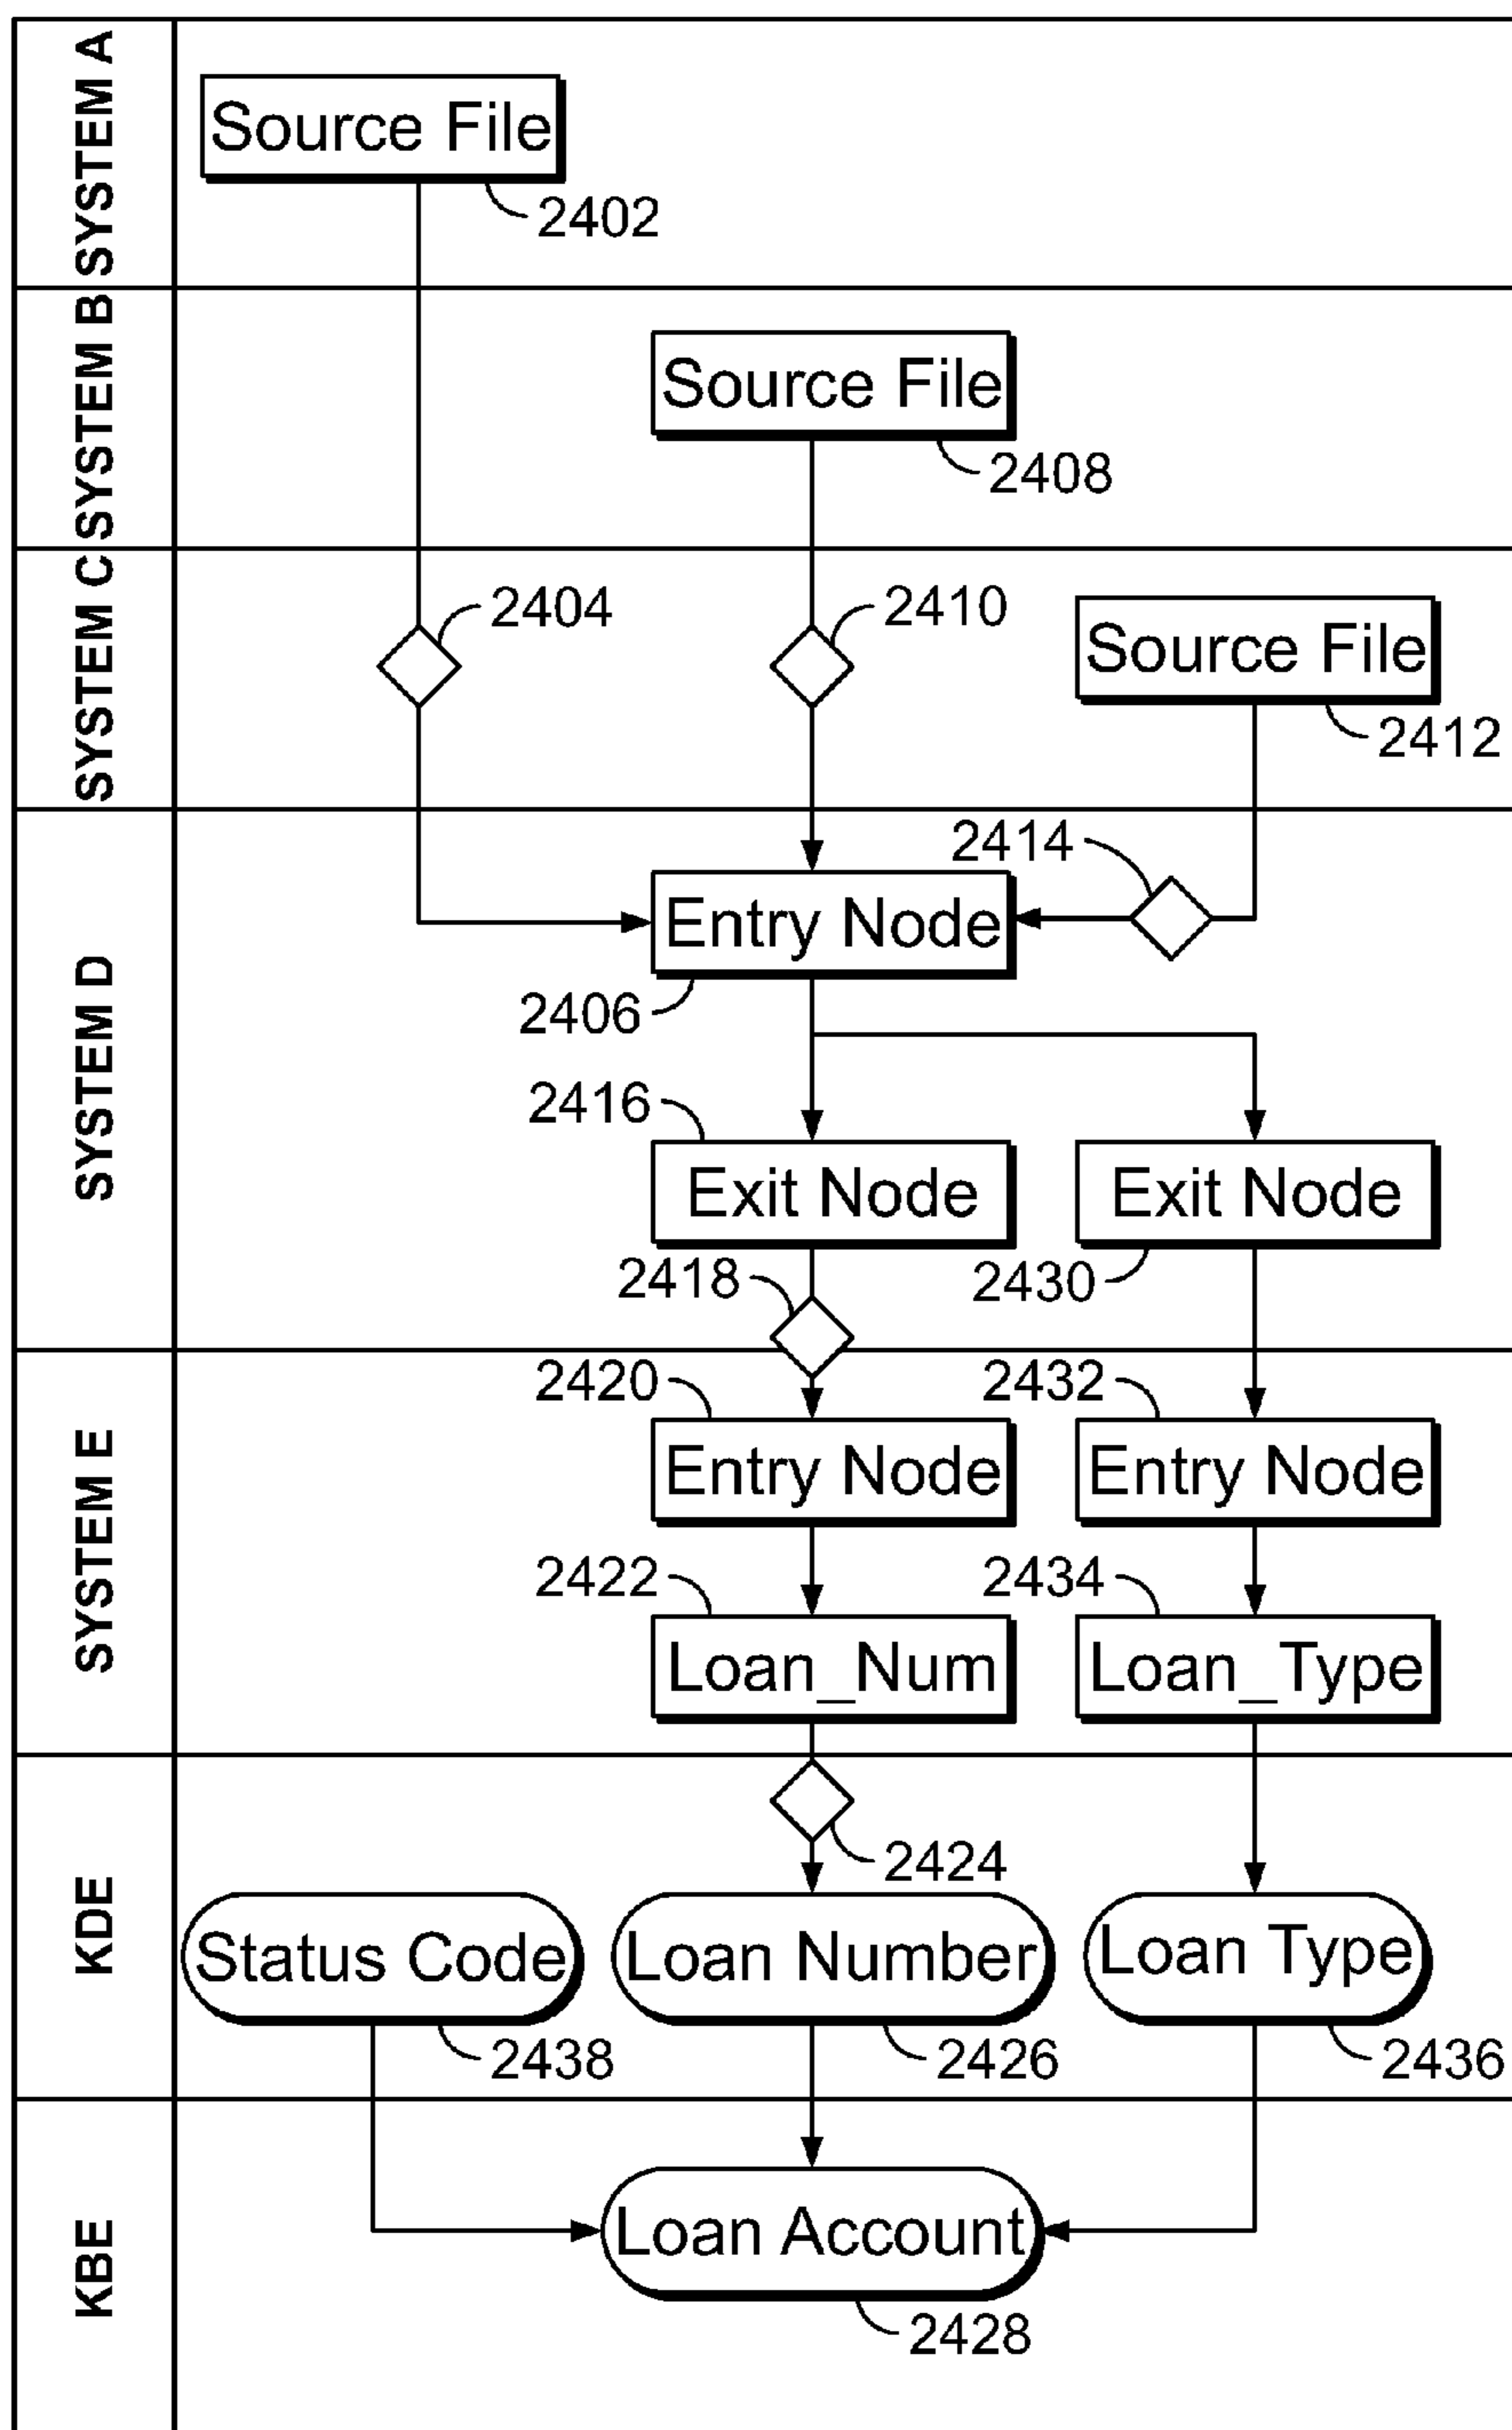 SYSTEM A
Source File
2402
SYSTEM B
Source File
2408
SYSTEM C
2404
2410
Source File
2412
SYSTEM D
2414
Entry Node
2406
2416
Exit Node
Exit Node
2418
2430
SYSTEM E
2420
2432
Entry Node
Entry Node
2422
2434
Loan_Num
Loan_Type
KDE
2424
Status Code
Loan Number
Loan Type
2438
2426
2436
KBE
Loan Account
2428